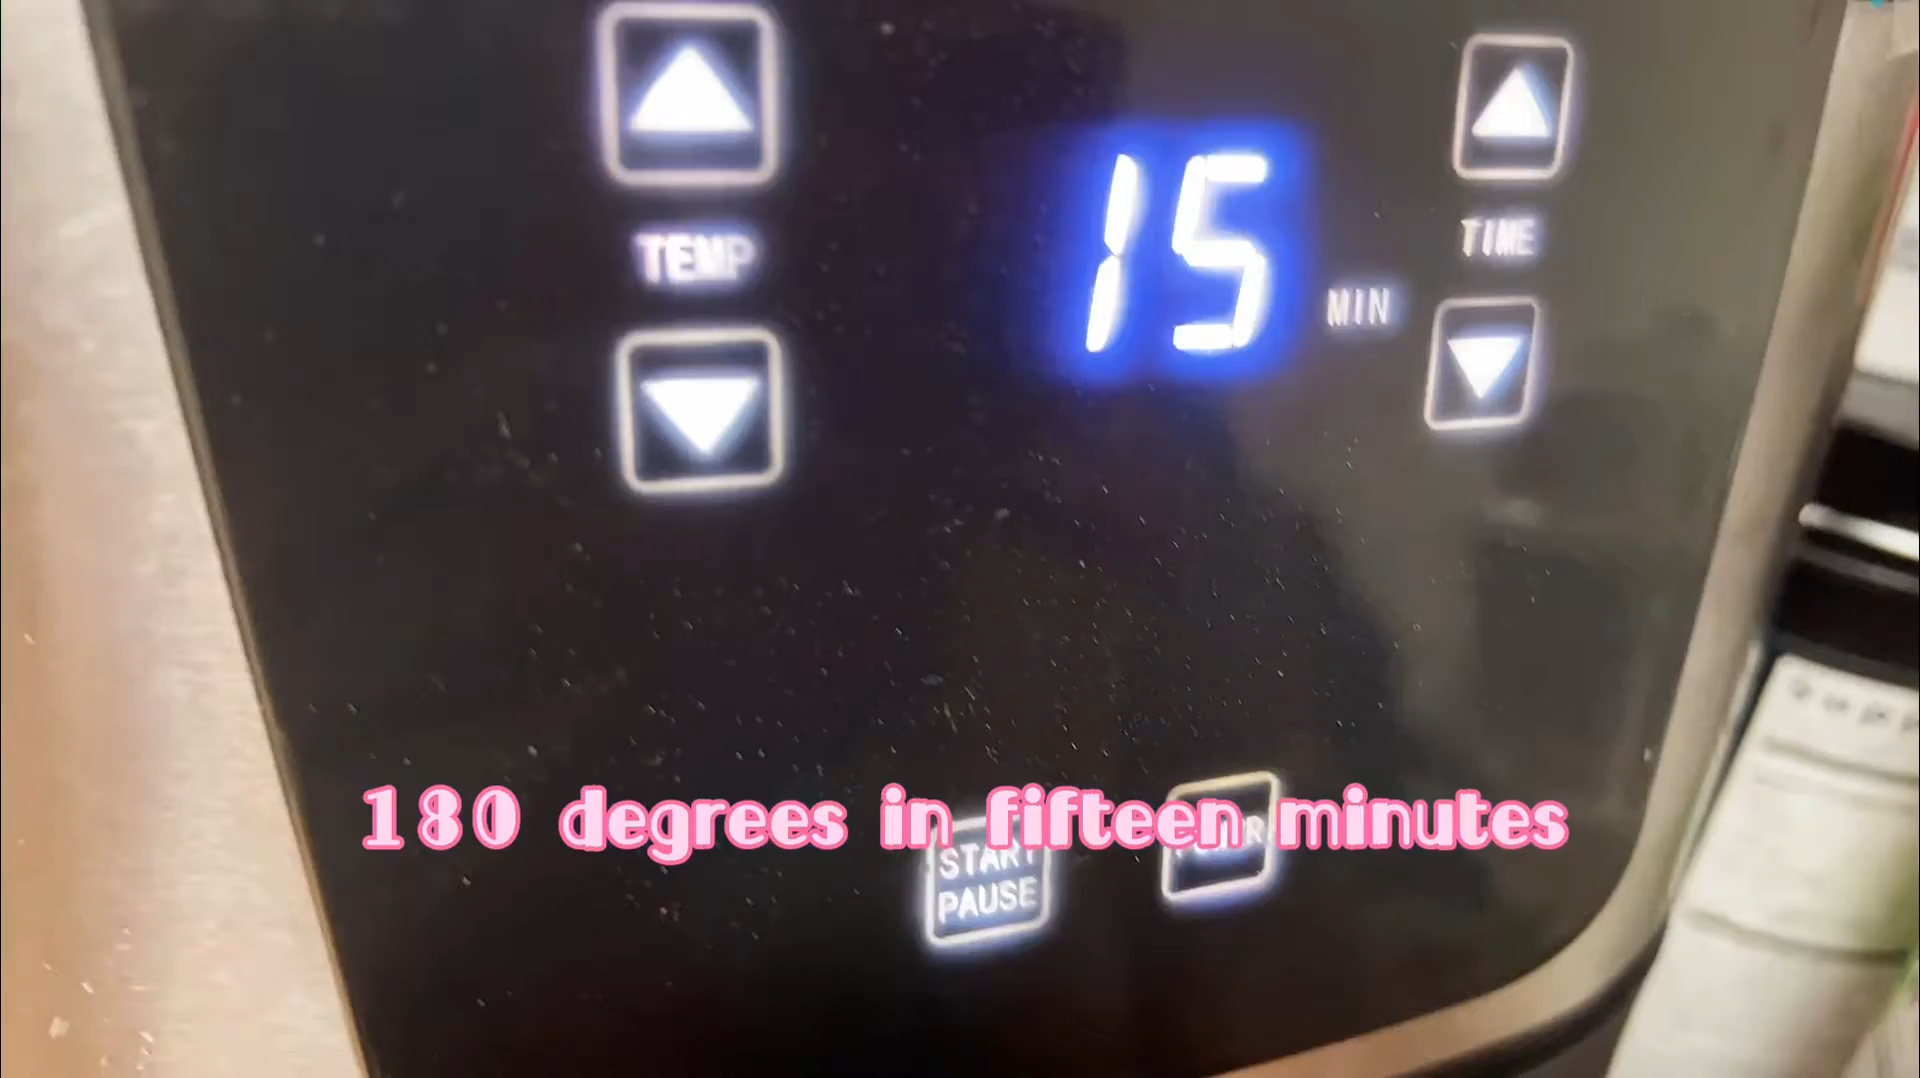 TEMP
15
MIN
TIME
180 degrees in fifteen minutes
START
PAUSE